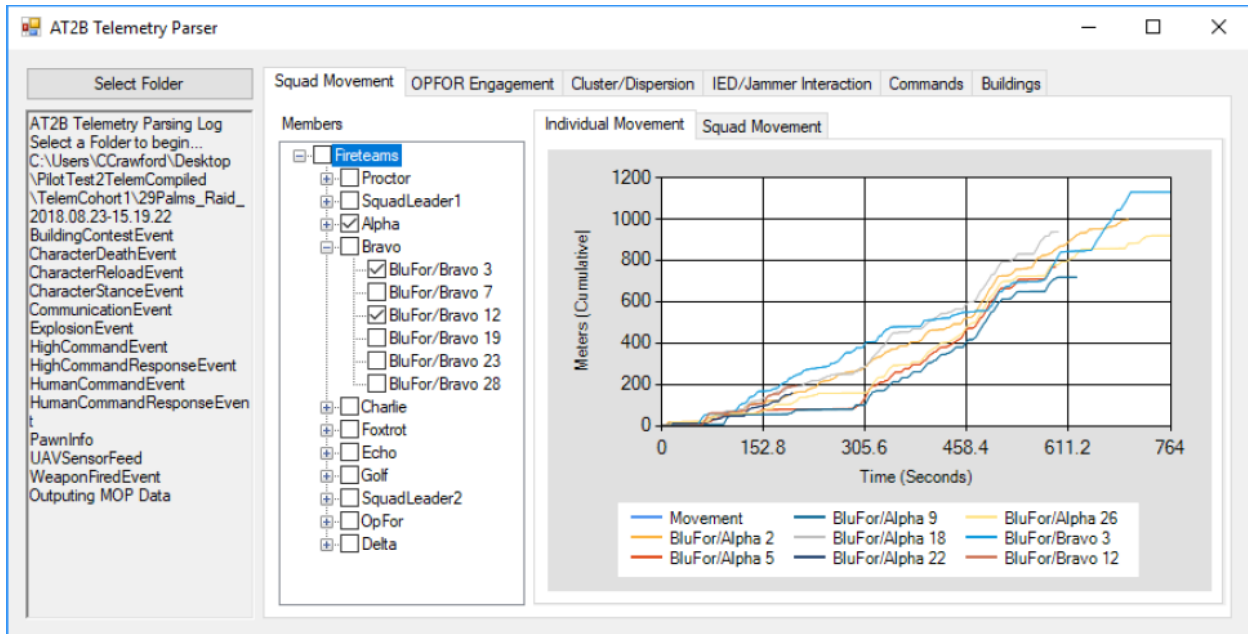 AT2B Telemetry Parser
Select Folder
AT2B Telemetry Parsing Log
Select a Folder to begin...
C:\Users\CCrawford\Desktop
\PilotTest2TelemCompiled
\TelemCohort1\29Palms_Raid_
2018.08.23-15.19.22
BuildingContestEvent
CharacterDeathEvent
CharacterReloadEvent
CharacterStanceEvent
CommunicationEvent
ExplosionEvent
HighCommandEvent
HighCommandResponseEvent
HumanCommandEvent
HumanCommandResponseEven
t
PawnInfo
UAVSensorFeed
WeaponFiredEvent
Outputing MOP Data
Squad Movement OPFOR Engagement Cluster/Dispersion IED/Jammer Interaction Commands Buildings
Members
Fireteams
Proctor
SquadLeader1
Alpha
Bravo
BluFor/Bravo 3
BluFor/Bravo 7
BluFor/Bravo 12
BluFor/Bravo 19
BluFor/Bravo 23
BluFor/Bravo 28
Charlie
Foxtrot
Echo
Golf
SquadLeader2
OpFor
Delta
Individual Movement Squad Movement
Meters (Cumulative)
1200
1000
800
600
400
200
0
0 152.8 305.6 458.4 611.2 764
Time (Seconds)
Movement BluFor/Alpha 9 BluFor/Alpha 26
BluFor/Alpha 2 BluFor/Alpha 18 BluFor/Bravo 3
BluFor/Alpha 5 BluFor/Alpha 22 BluFor/Bravo 12